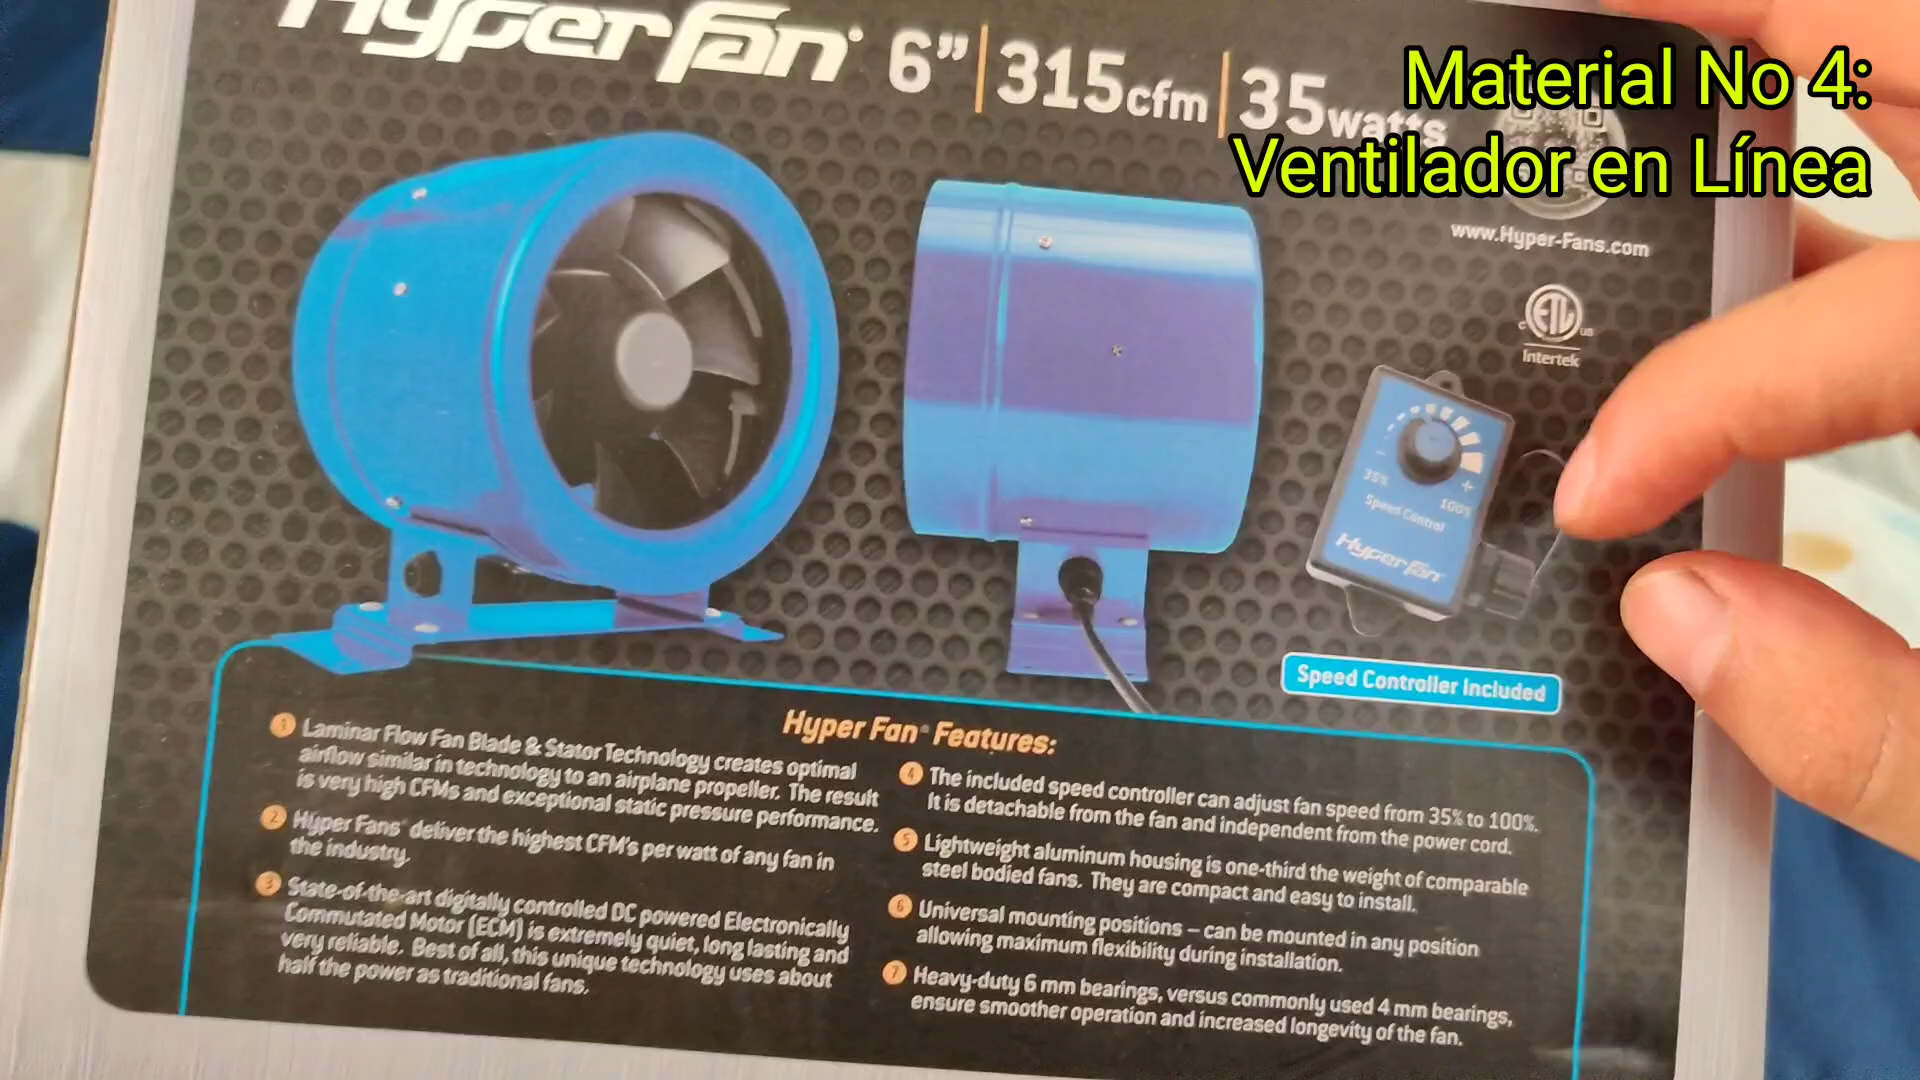 Hyper Fan® 6” | 315cfm | 35watts
Material No 4:
Ventilador en Línea
www.Hyper-Fans.com
ETL
c us
Intertek
35% 100%
- +
Speed Control
Hyper Fan
Speed Controller Included
Hyper Fan® Features:
1 Laminar Flow Fan Blade & Stator Technology creates optimal
airflow similar in technology to an airplane propeller. The result
is very high CFMs and exceptional static pressure performance.
2 Hyper Fans® deliver the highest CFM's per watt of any fan in
the industry.
3 State-of-the-art digitally controlled DC powered Electronically
Commutated Motor (ECM) is extremely quiet, long lasting and
very reliable. Best of all, this unique technology uses about
half the power as traditional fans.
4 The included speed controller can adjust fan speed from 35% to 100%.
It is detachable from the fan and independent from the power cord.
5 Lightweight aluminum housing is one-third the weight of comparable
steel bodied fans. They are compact and easy to install.
6 Universal mounting positions – can be mounted in any position
allowing maximum flexibility during installation.
7 Heavy-duty 6 mm bearings, versus commonly used 4 mm bearings,
ensure smoother operation and increased longevity of the fan.